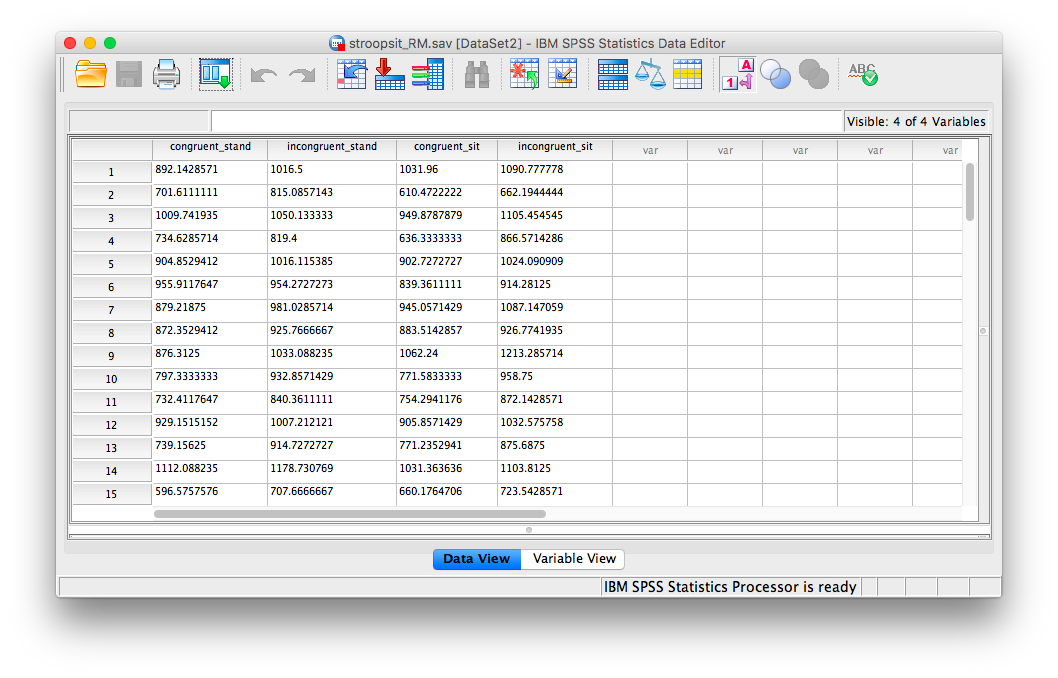 stroopsit_RM.sav [DataSet2] - IBM SPSS Statistics Data Editor
1 A ABC
Visible: 4 of 4 Variables
congruent_stand incongruent_stand congruent_sit incongruent_sit var var var var var
1 892.1428571 1016.5 1031.96 1090.777778
2 701.6111111 815.0857143 610.4722222 662.1944444
3 1009.741935 1050.133333 949.8787879 1105.454545
4 734.6285714 819.4 636.3333333 866.5714286
5 904.8529412 1016.115385 902.7272727 1024.090909
6 955.9117647 954.2727273 839.3611111 914.28125
7 879.21875 981.0285714 945.0571429 1087.147059
8 872.3529412 925.7666667 883.5142857 926.7741935
9 876.3125 1033.088235 1062.24 1213.285714
10 797.3333333 932.8571429 771.5833333 958.75
11 732.4117647 840.3611111 754.2941176 872.1428571
12 929.1515152 1007.212121 905.8571429 1032.575758
13 739.15625 914.7272727 771.2352941 875.6875
14 1112.088235 1178.730769 1031.363636 1103.8125
15 596.5757576 707.6666667 660.1764706 723.5428571
Data View Variable View
IBM SPSS Statistics Processor is ready